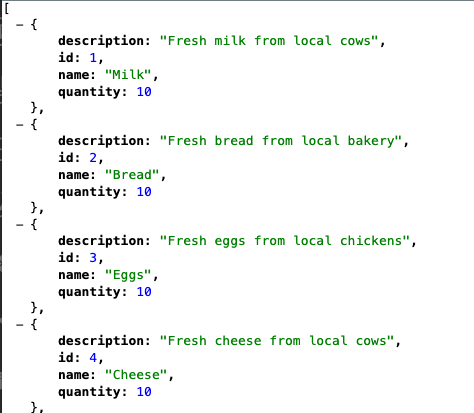 [
– {
description: "Fresh milk from local cows",
id: 1,
name: "Milk",
quantity: 10
},
– {
description: "Fresh bread from local bakery",
id: 2,
name: "Bread",
quantity: 10
},
– {
description: "Fresh eggs from local chickens",
id: 3,
name: "Eggs",
quantity: 10
},
– {
description: "Fresh cheese from local cows",
id: 4,
name: "Cheese",
quantity: 10
},